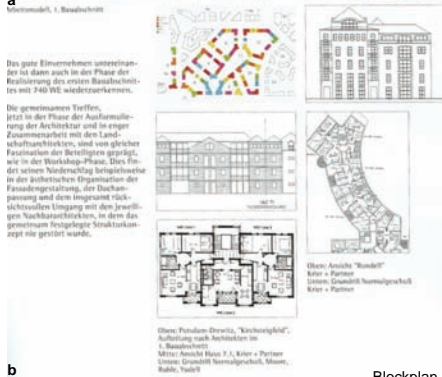 a
Arbeitsmodell, 1. Bauabschnitt
Das gute Einvernehmen untereinan-
der ist dann auch in der Phase der
Realisierung des ersten Bauabschnit-
tes mit 740 WE wiederzuerkennen.
Die gemeinsamen Treffen,
jetzt in der Phase der Ausformulie-
rung der Architektur und in enger
Zusammenarbeit mit den Land-
schaftsarchitekten, sind von gleicher
Faszination der Beteiligten geprägt,
wie in der Workshop-Phase. Dies fin-
det seinen Niederschlag beispielsweise
in der ästhetischen Organisation der
Fassadengestaltung, der Dachan-
passung und dem insgesamt rück-
sichtsvollen Umgang mit den jeweili-
gen Nachbararchitekten, in dem das
gemeinsam festgelegte Strukturkon-
zept nie gestört wurde.
Oben: Ansicht "Rondell"
Krier + Partner
Unten: Grundriß Normalgeschoß
Krier + Partner
Oben: Potsdam-Drewitz, "Kirchsteigfeld",
Aufteilung nach Architekten im
1. Bauabschnitt
Mitte: Ansicht Haus 7.1, Krier + Partner
Unten: Grundriß Normalgeschoß, Moore,
Ruble, Yudell
b
Blockplan